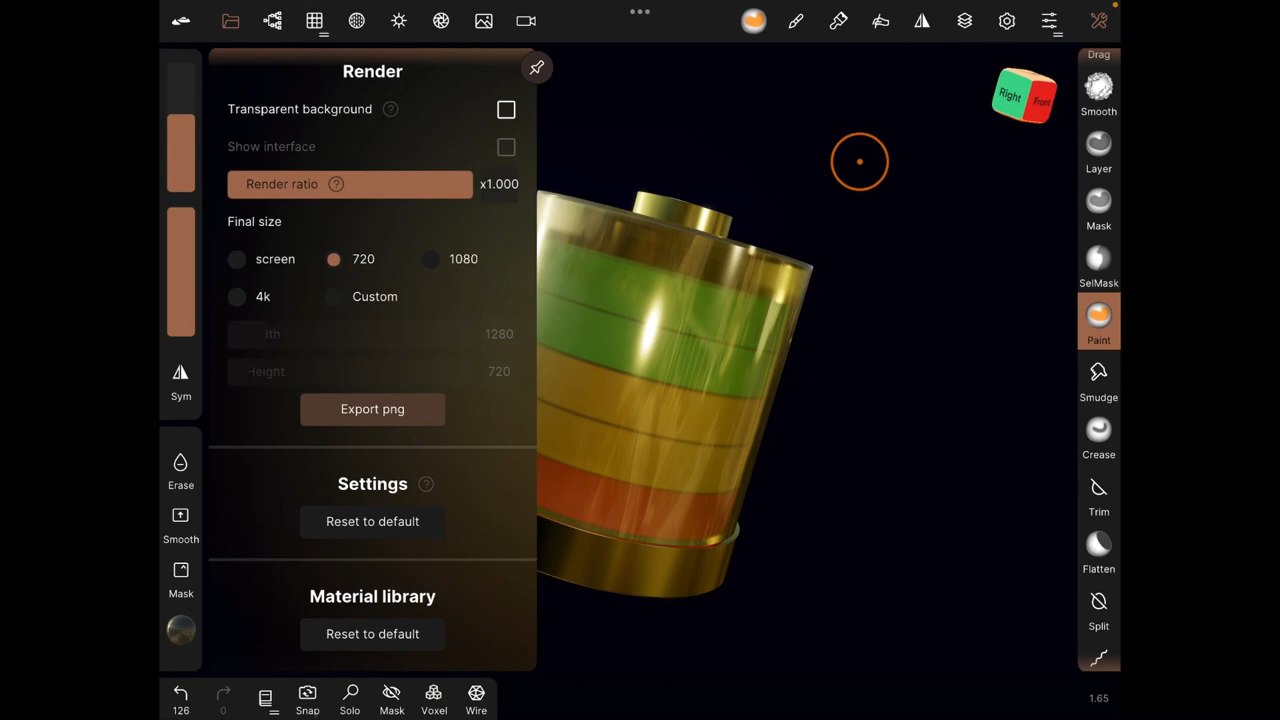 Render
Transparent background ?
Show interface
Render ratio ? x1.000
Final size
screen 720 1080
4k Custom
lth 1280
Height 720
Export png
Settings ?
Reset to default
Material library
Reset to default
Sym
Erase
Smooth
Mask
126 0 Snap Solo Mask Voxel Wire
Right Front
Drag
Smooth
Layer
Mask
SelMask
Paint
Smudge
Crease
Trim
Flatten
Split
1.65